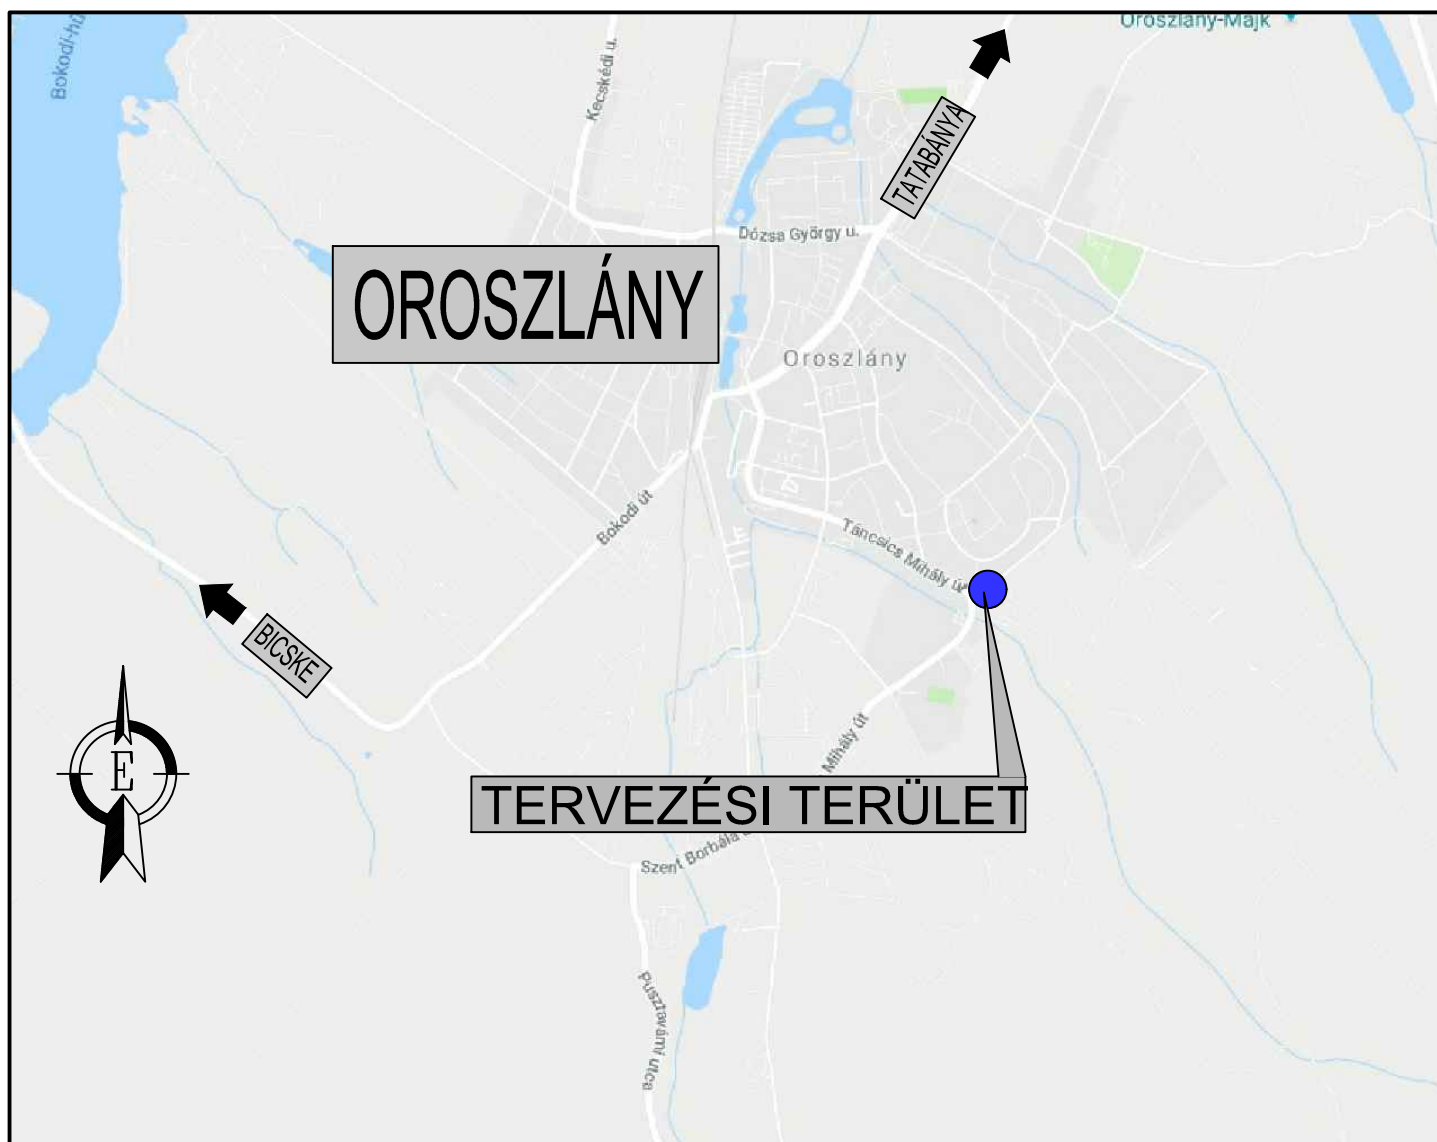 Oroszlány-Majk
Bokodi-
Kecskédi u.
TATABÁNYA
Dózsa György u.
OROSZLÁNY
Oroszlány
Bokodi út
Táncsics Mihály út
BICSKE
E
Mihály út
TERVEZÉSI TERÜLET
Szent Borbála
Pusztavámi utca